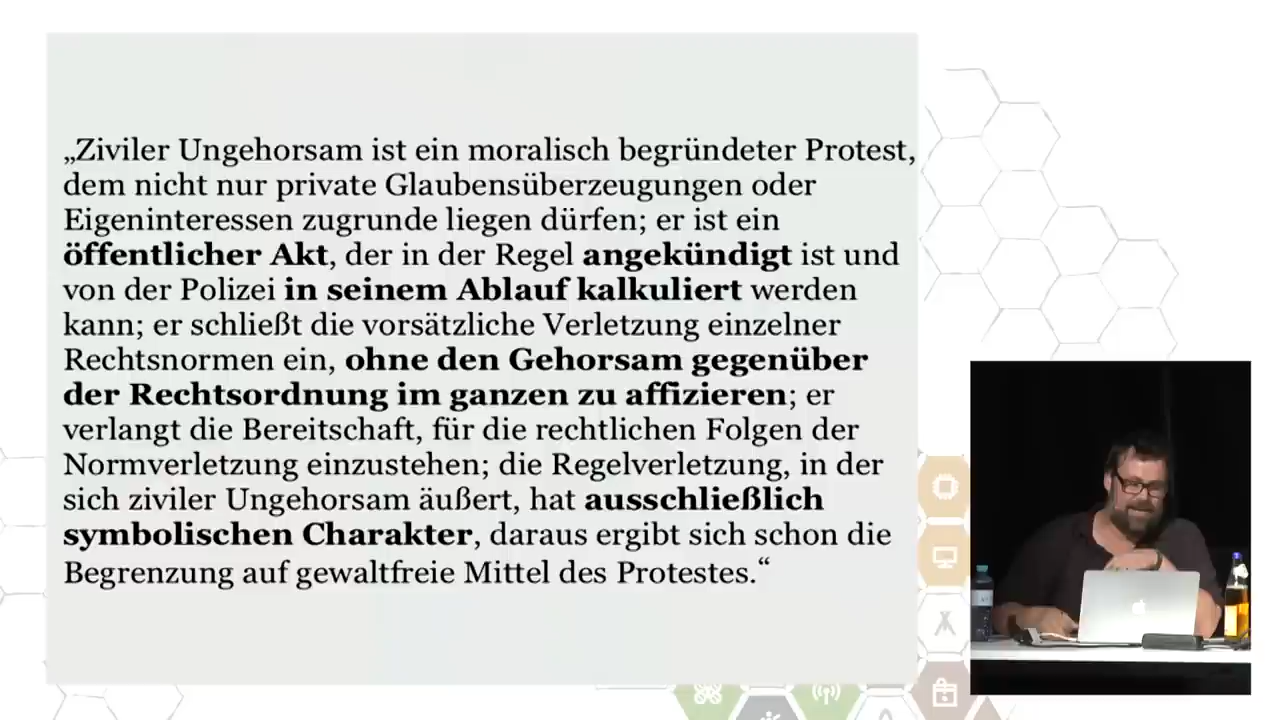 „Ziviler Ungehorsam ist ein moralisch begründeter Protest,
dem nicht nur private Glaubensüberzeugungen oder
Eigeninteressen zugrunde liegen dürfen; er ist ein
öffentlicher Akt, der in der Regel angekündigt ist und
von der Polizei in seinem Ablauf kalkuliert werden
kann; er schließt die vorsätzliche Verletzung einzelner
Rechtsnormen ein, ohne den Gehorsam gegenüber
der Rechtsordnung im ganzen zu affizieren; er
verlangt die Bereitschaft, für die rechtlichen Folgen der
Normverletzung einzustehen; die Regelverletzung, in der
sich ziviler Ungehorsam äußert, hat ausschließlich
symbolischen Charakter, daraus ergibt sich schon die
Begrenzung auf gewaltfreie Mittel des Protestes.“